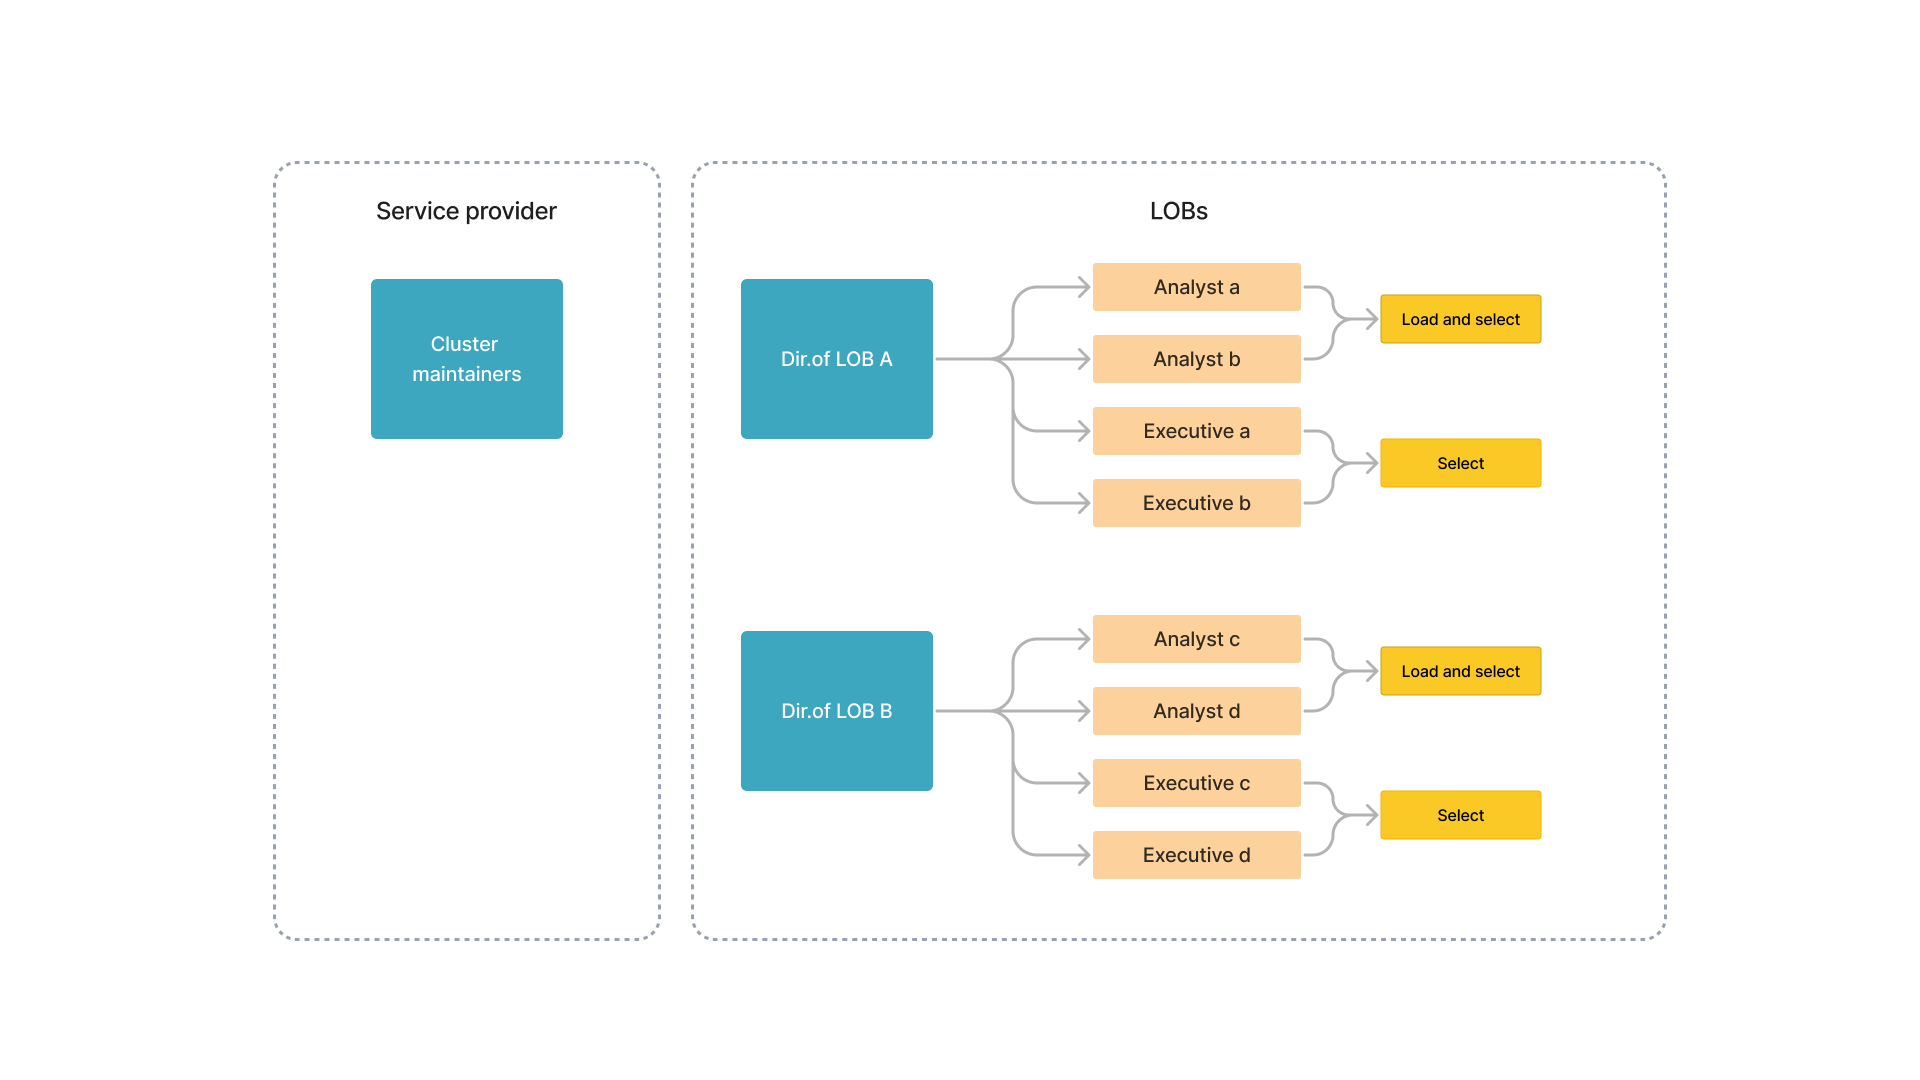 Service provider
Cluster
maintainers
LOBs
Dir.of LOB A
Analyst a
Analyst b
Executive a
Executive b
Load and select
Select
Dir.of LOB B
Analyst c
Analyst d
Executive c
Executive d
Load and select
Select